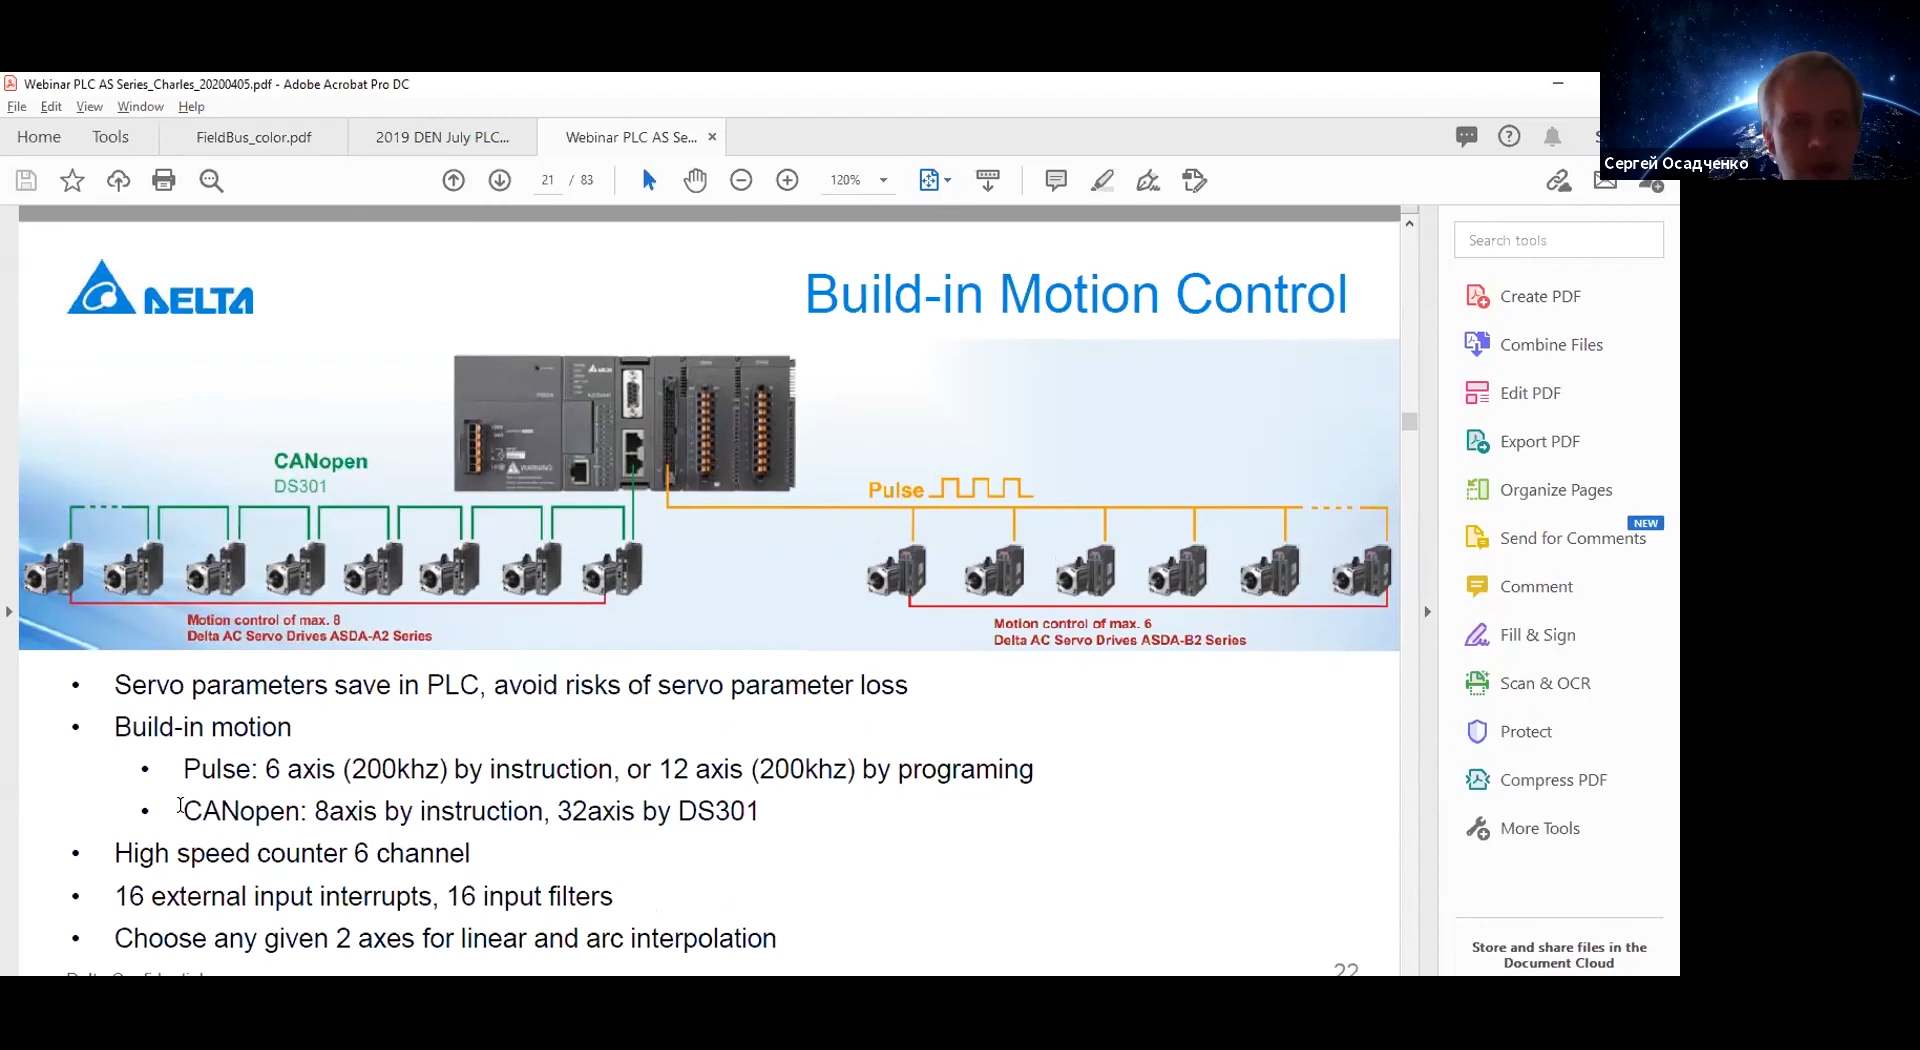 Webinar PLC AS Series_Charles_20200405.pdf - Adobe Acrobat Pro DC
File Edit View Window Help
Home Tools FieldBus_color.pdf 2019 DEN July PLC... Webinar PLC AS Se... ×
21 / 83 120%
Сергей Осадченко
Search tools
Create PDF
Combine Files
Edit PDF
Export PDF
Organize Pages
NEW
Send for Comments
Comment
Fill & Sign
Scan & OCR
Protect
Compress PDF
More Tools
Store and share files in the
Document Cloud
DELTA
Build-in Motion Control
WARNING
CANopen
DS301
Pulse
Motion control of max. 8
Delta AC Servo Drives ASDA-A2 Series
Motion control of max. 6
Delta AC Servo Drives ASDA-B2 Series
• Servo parameters save in PLC, avoid risks of servo parameter loss
• Build-in motion
• Pulse: 6 axis (200khz) by instruction, or 12 axis (200khz) by programing
• CANopen: 8axis by instruction, 32axis by DS301
• High speed counter 6 channel
• 16 external input interrupts, 16 input filters
• Choose any given 2 axes for linear and arc interpolation
22